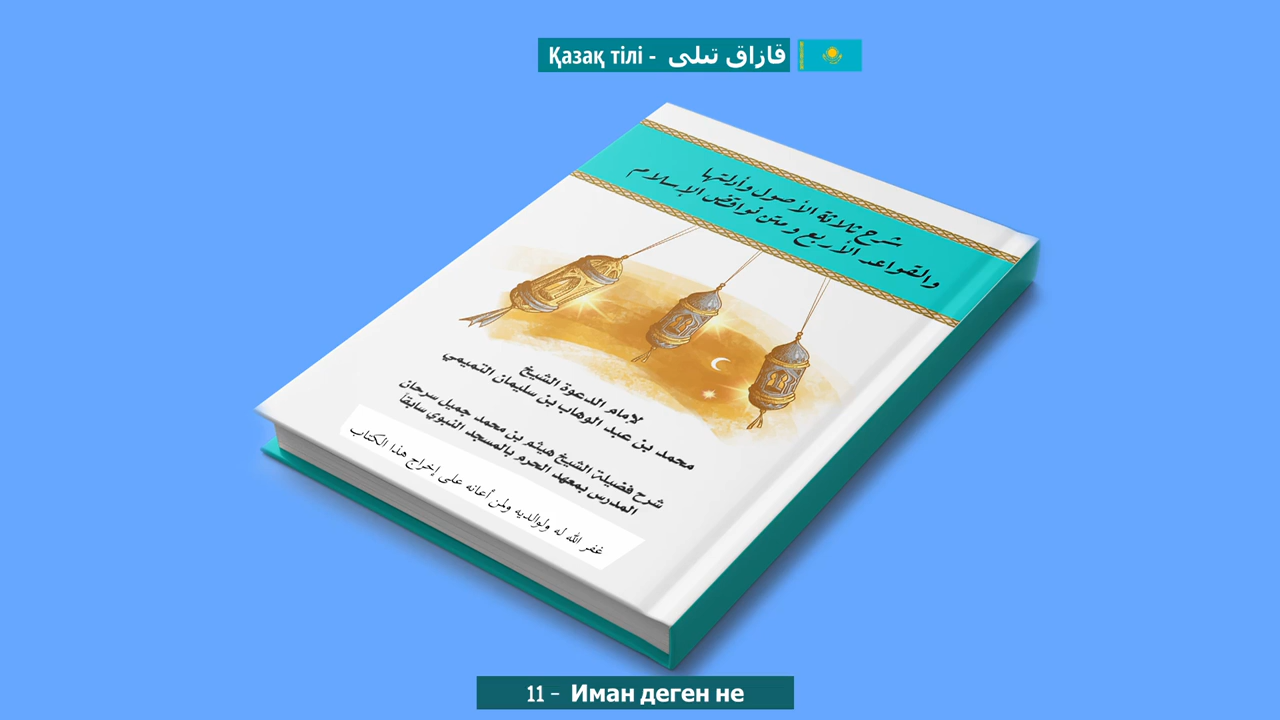 Қазақ тілі - قازاق تىلى
شرح ثلاثة الأصول وأدلتها
والقواعد الأربع ومتن نواقض الإسلام
لإمام الدعوة الشيخ
محمد بن عبد الوهاب بن سليمان التميمي
شرح فضيلة الشيخ هيثم بن محمد جميل سرحان
المدرس بمعهد الحرم بالمسجد النبوي سابقا
غفر الله له ولوالديه ولمن أعانه على إخراج هذا الكتاب
11 - Иман деген не